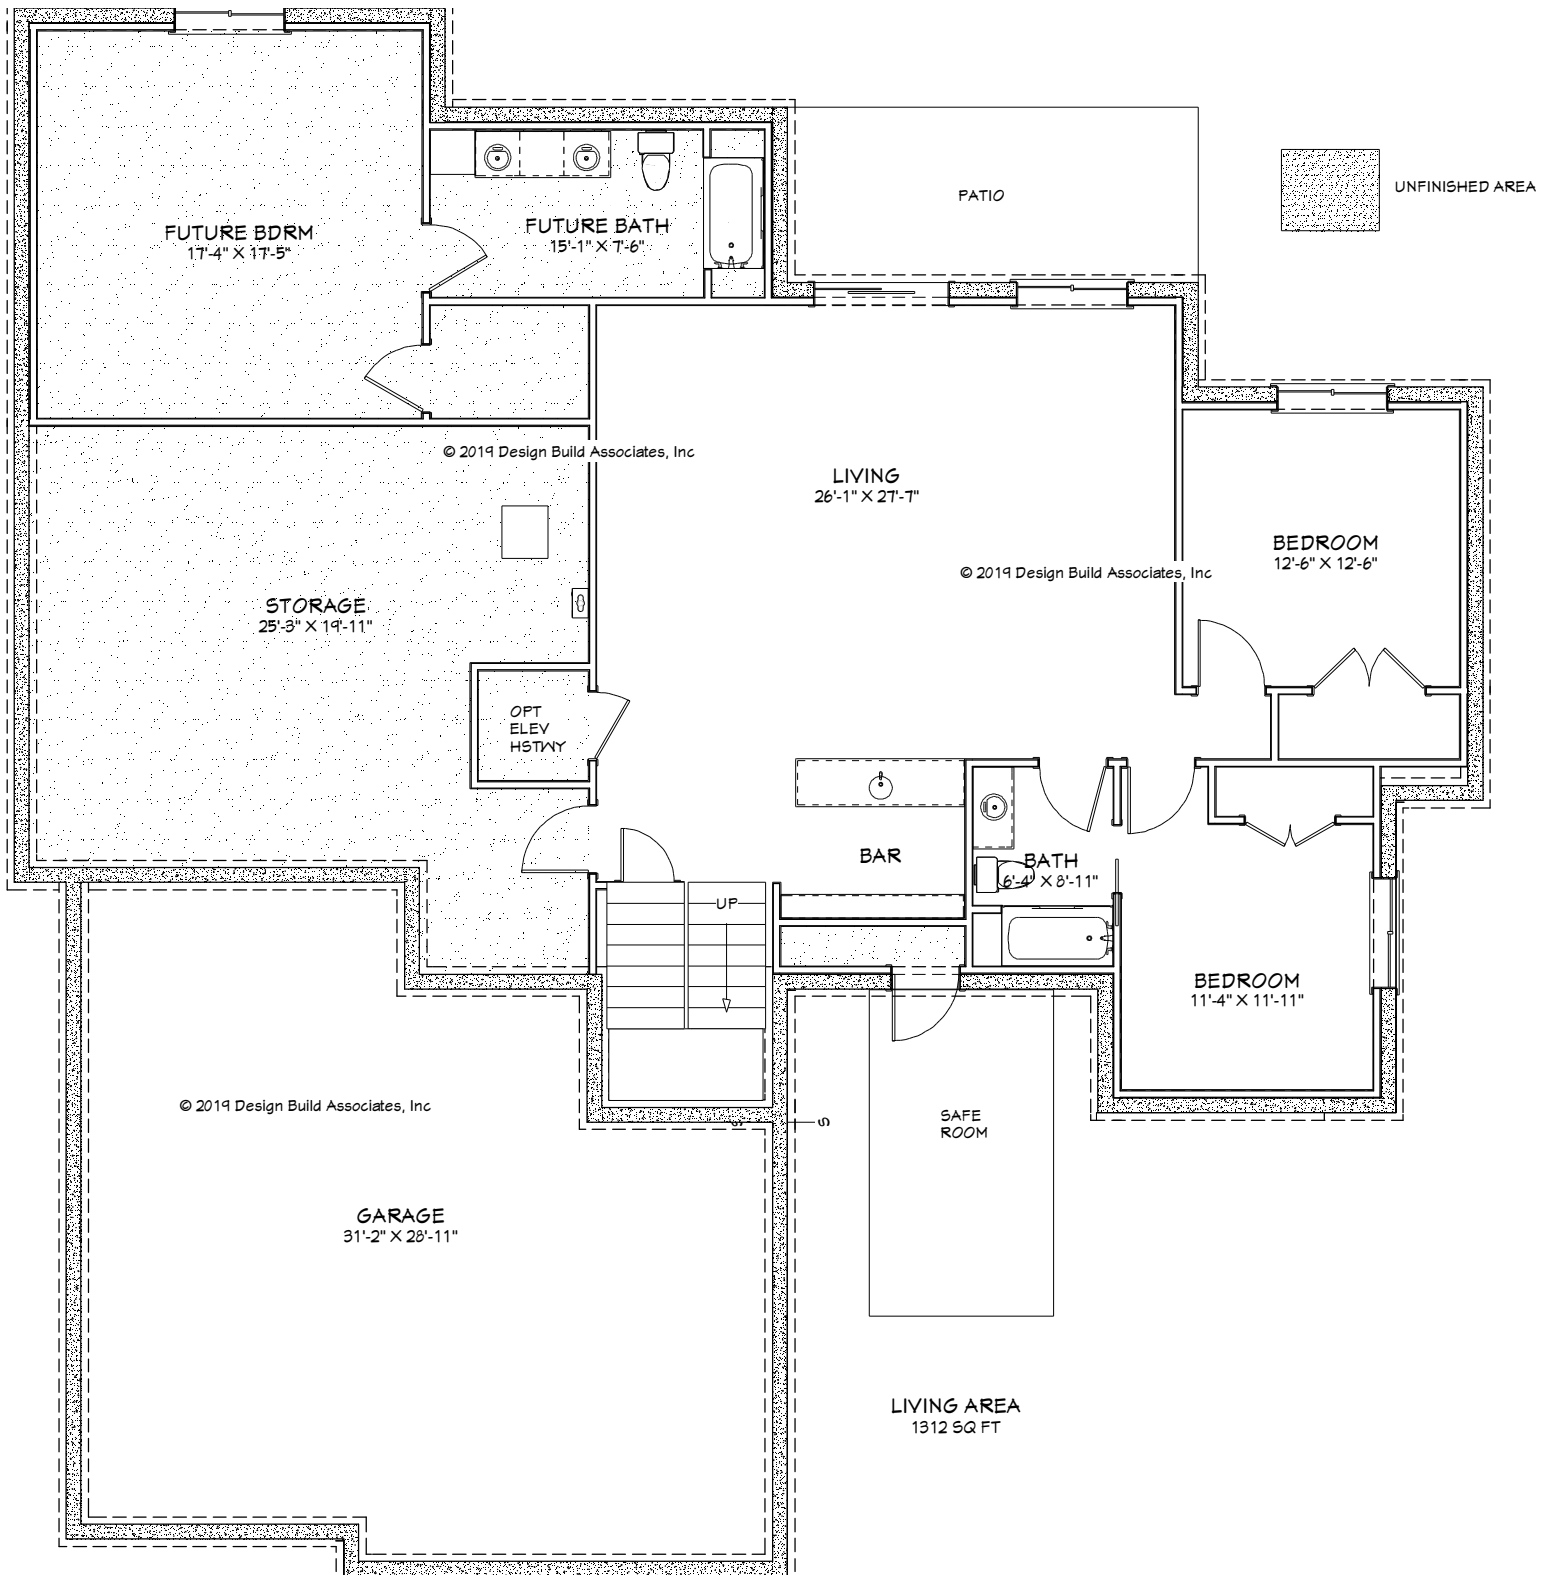 PATIO
UNFINISHED AREA
FUTURE BDRM
17'-4" X 17'-5"
FUTURE BATH
15'-1" X 7'-6"
© 2019 Design Build Associates, Inc
LIVING
26'-1" X 27'-7"
BEDROOM
12'-6" X 12'-6"
© 2019 Design Build Associates, Inc
STORAGE
25'-3" X 19'-11"
OPT
ELEV
HSTWY
BAR
BATH
6'-4" X 8'-11"
UP
BEDROOM
11'-4" X 11'-11"
© 2019 Design Build Associates, Inc
SAFE
ROOM
S
S
GARAGE
31'-2" X 28'-11"
LIVING AREA
1312 SQ FT